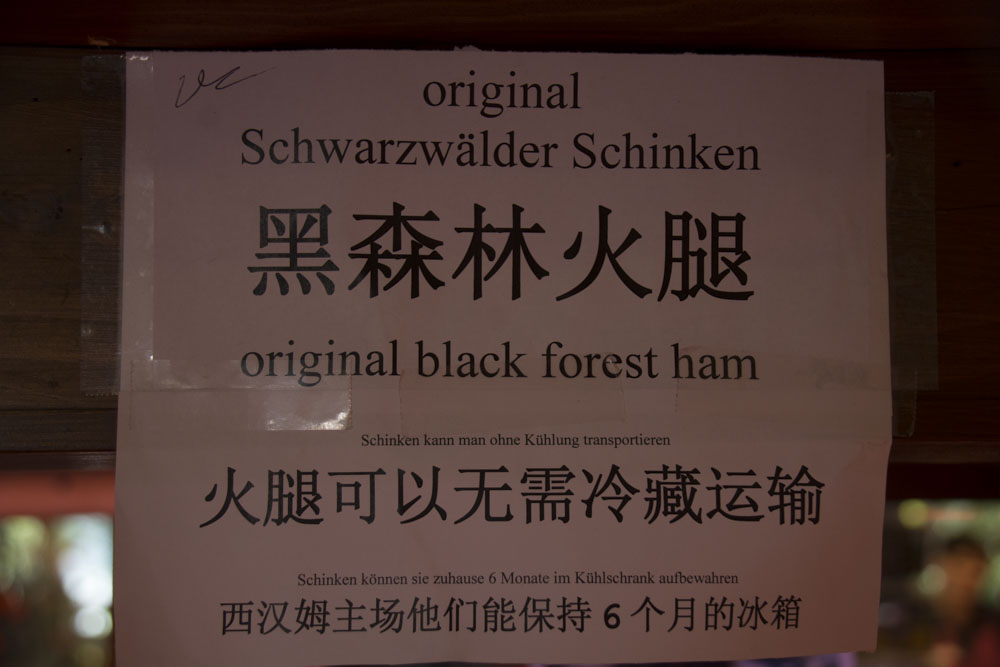 original
Schwarzwälder Schinken
黑森林火腿
original black forest ham
Schinken kann man ohne Kühlung transportieren
火腿可以无需冷藏运输
Schinken können sie zuhause 6 Monate im Kühlschrank aufbewahren
西汉姆主场他们能保持 6 个月的冰箱